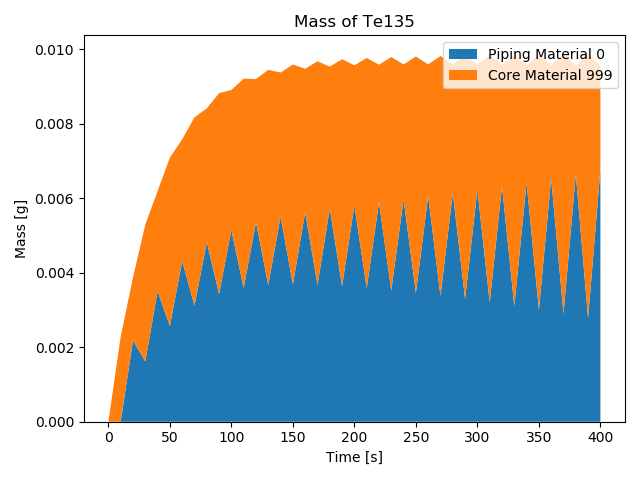 Mass of Te135
Piping Material 0
Core Material 999
Mass [g]
0.010
0.008
0.006
0.004
0.002
0.000
0 50 100 150 200 250 300 350 400
Time [s]